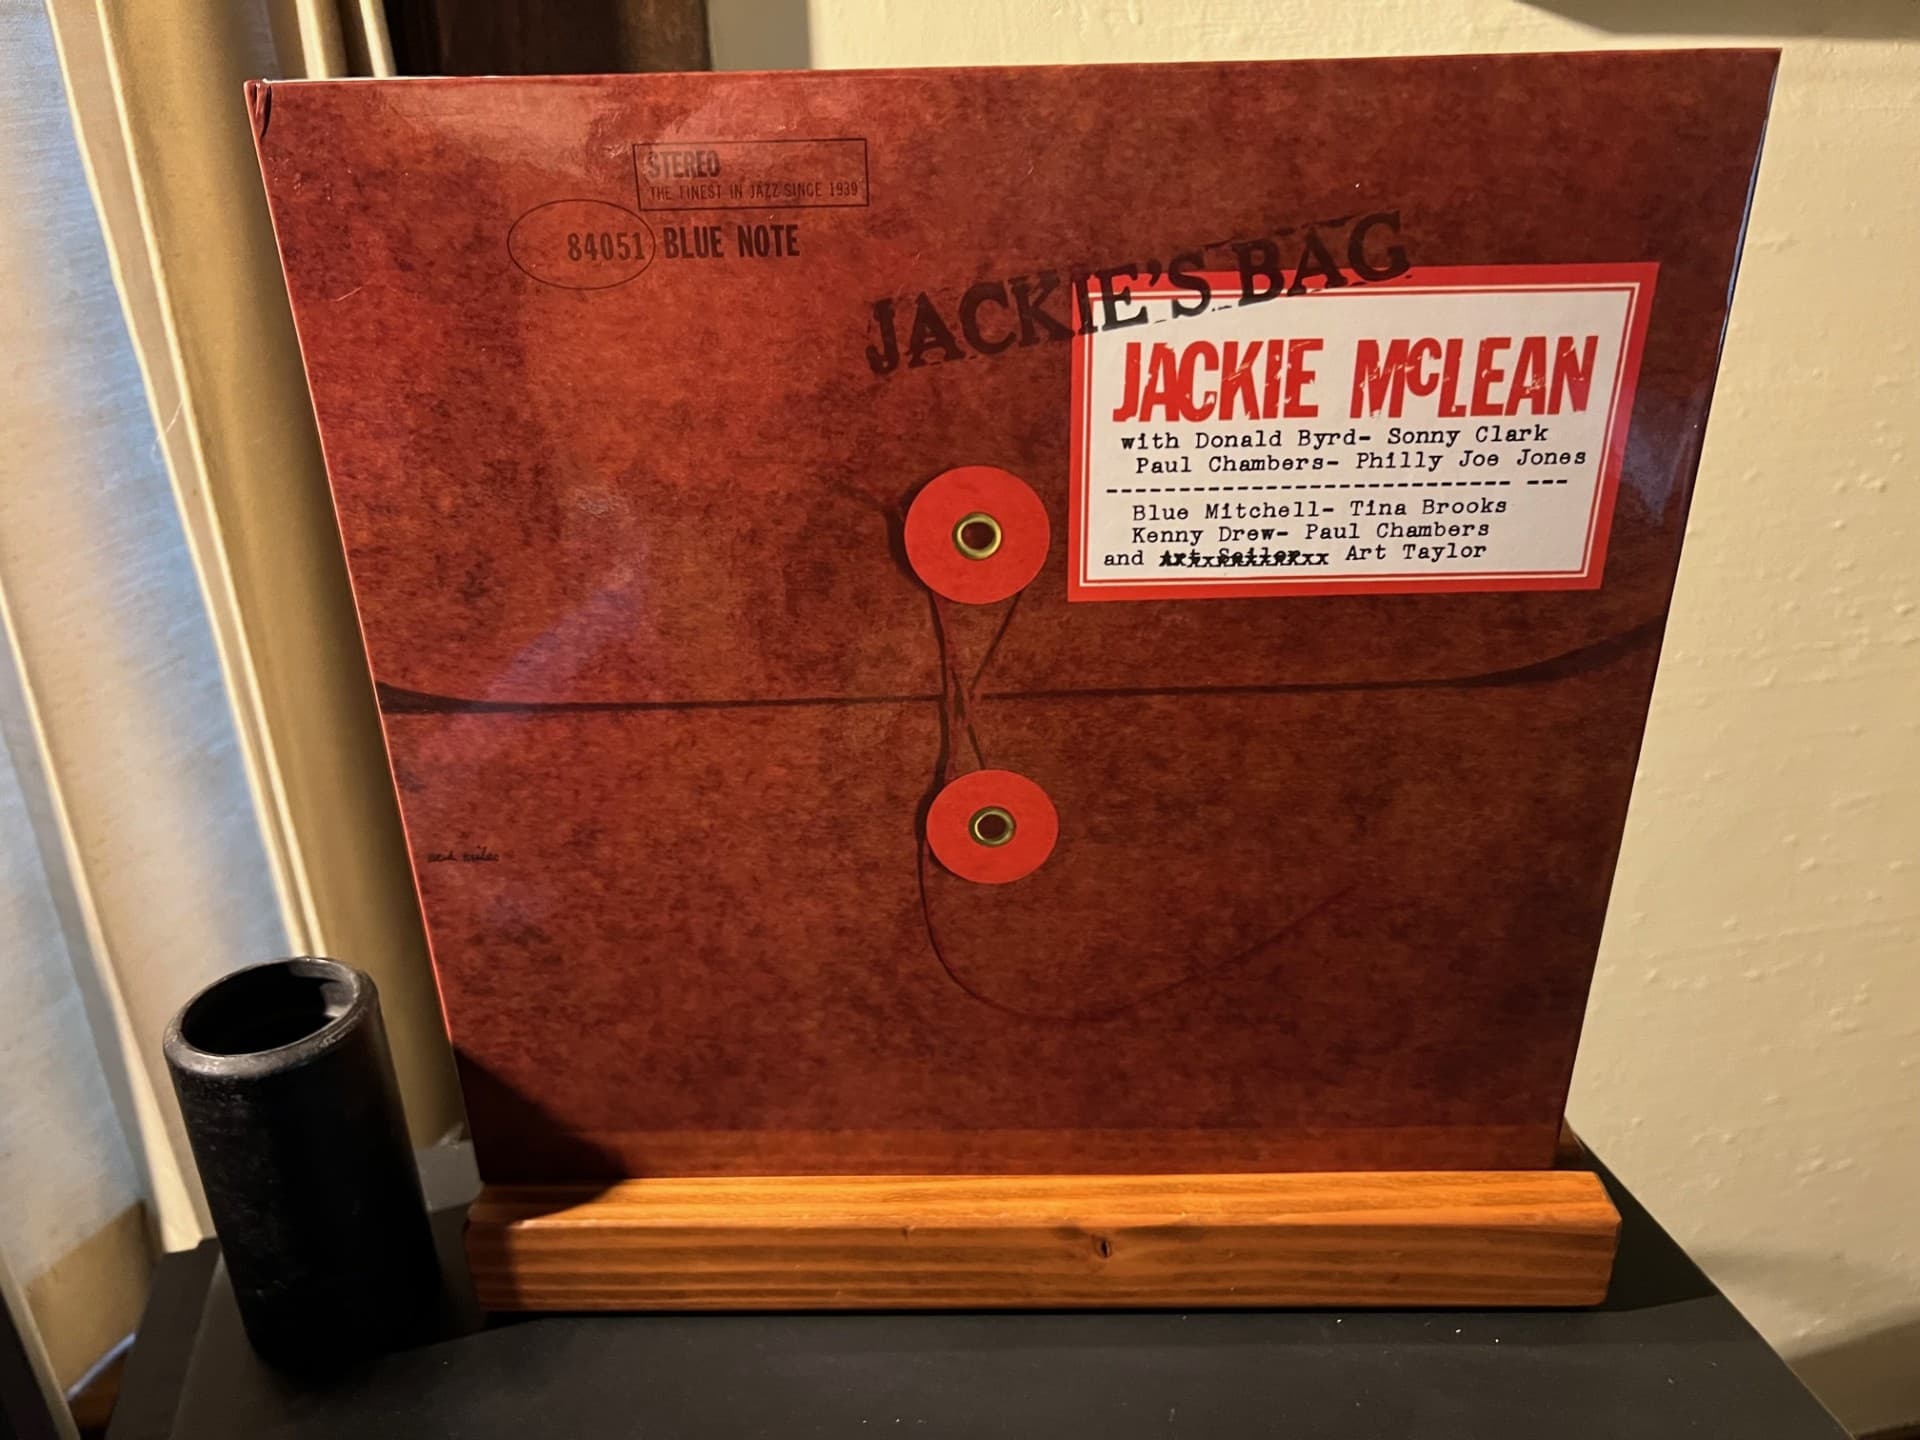 STEREO
THE FINEST IN JAZZ SINCE 1939
84051 BLUE NOTE
JACKIE'S BAG
JACKIE McLEAN
with Donald Byrd- Sonny Clark
Paul Chambers- Philly Joe Jones
Blue Mitchell- Tina Brooks
Kenny Drew- Paul Chambers
and Art Taylor